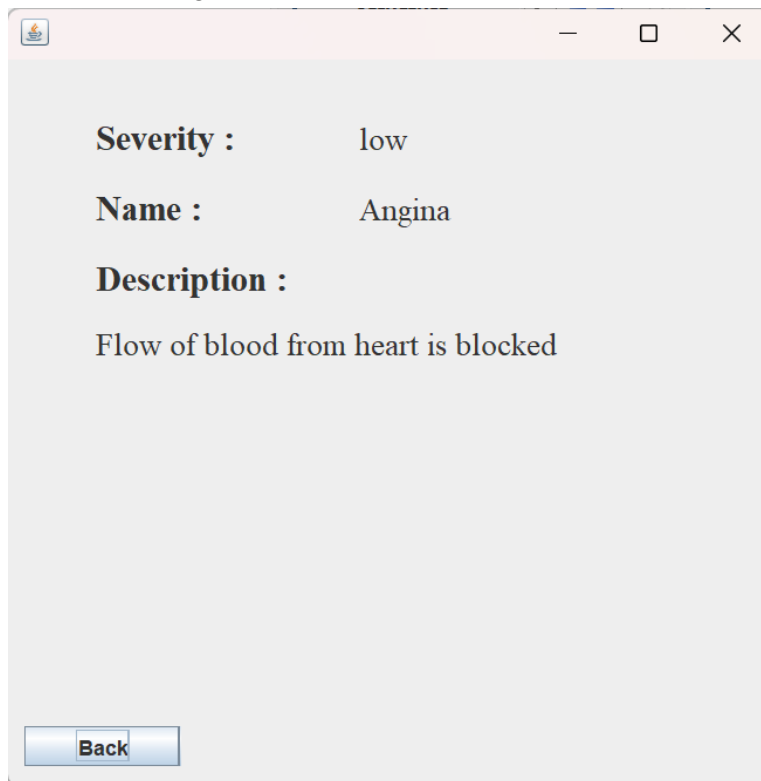 Severity : low
Name : Angina
Description :
Flow of blood from heart is blocked
Back